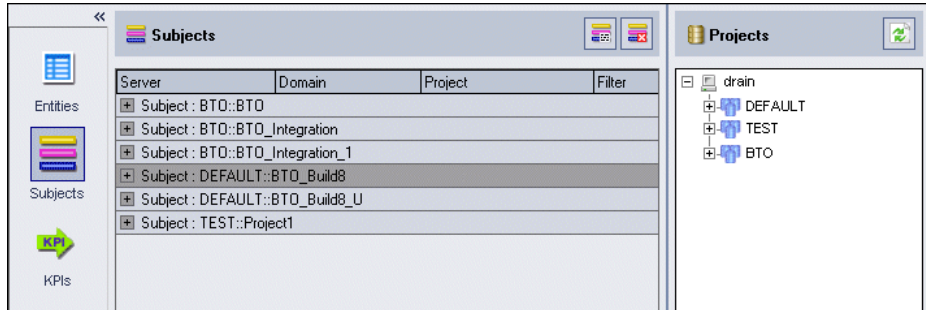 «
Entities
Subjects
KPI
KPIs
Subjects
Server Domain Project Filter
Subject : BTO::BTO
Subject : BTO::BTO_Integration
Subject : BTO::BTO_Integration_1
Subject : DEFAULT::BTO_Build8
Subject : DEFAULT::BTO_Build8_U
Subject : TEST::Project1
Projects
drain
DEFAULT
TEST
BTO